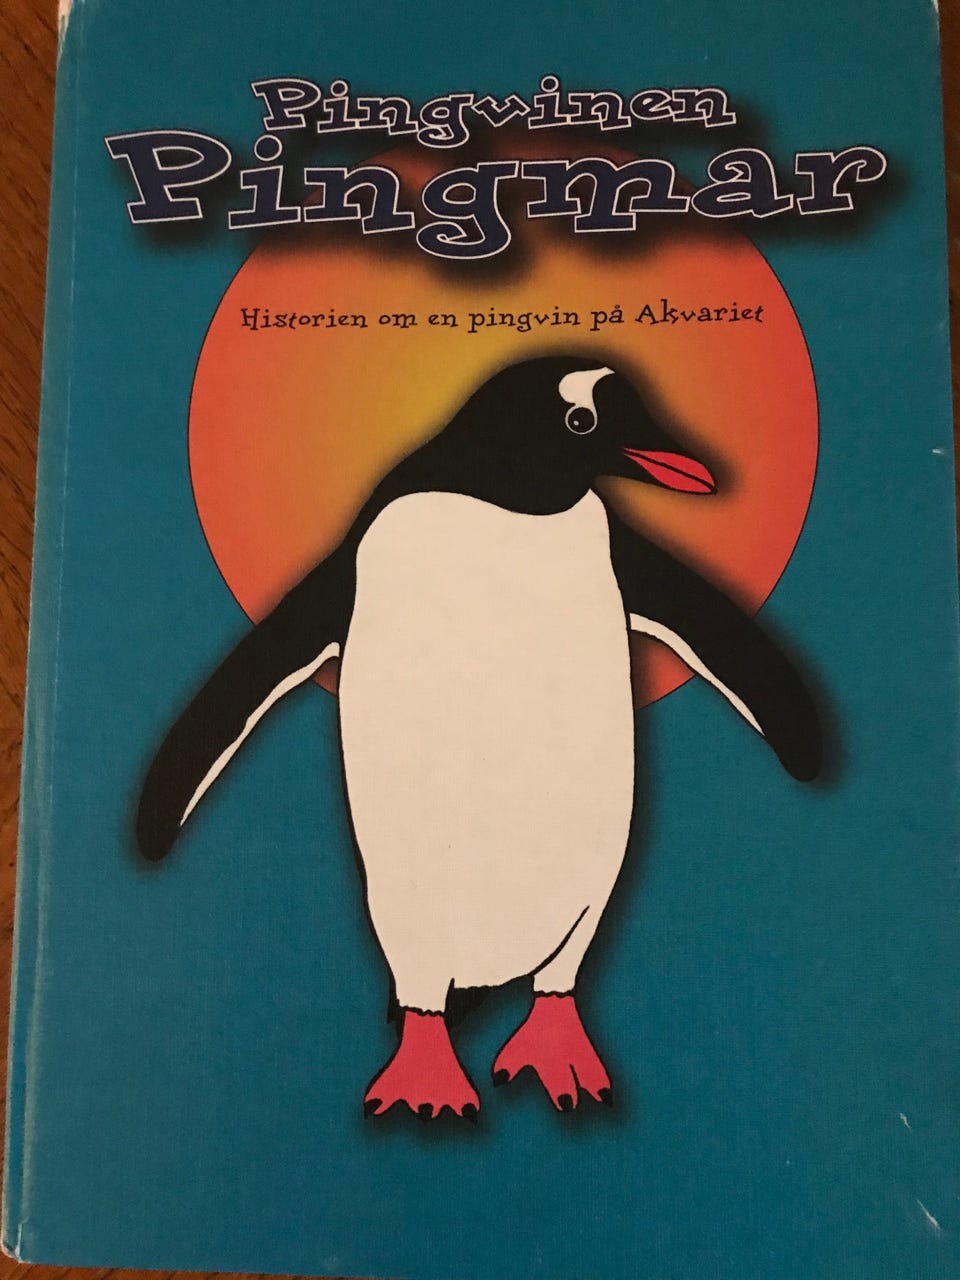 Pingvinen
Pingmar
Historien om en pingvin på Akvariet